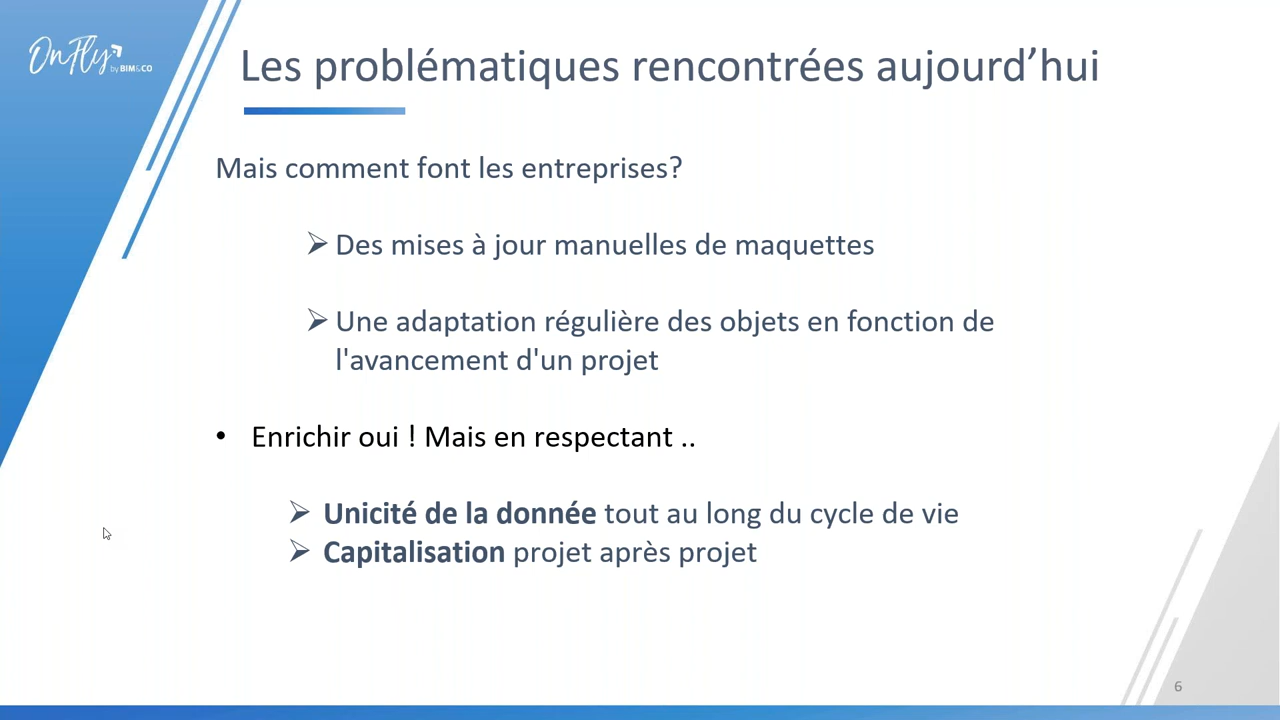 OnFly
by BIM&CO
Les problématiques rencontrées aujourd’hui
Mais comment font les entreprises?
➢ Des mises à jour manuelles de maquettes
➢ Une adaptation régulière des objets en fonction de
l'avancement d'un projet
• Enrichir oui ! Mais en respectant ..
➢ Unicité de la donnée tout au long du cycle de vie
➢ Capitalisation projet après projet
6